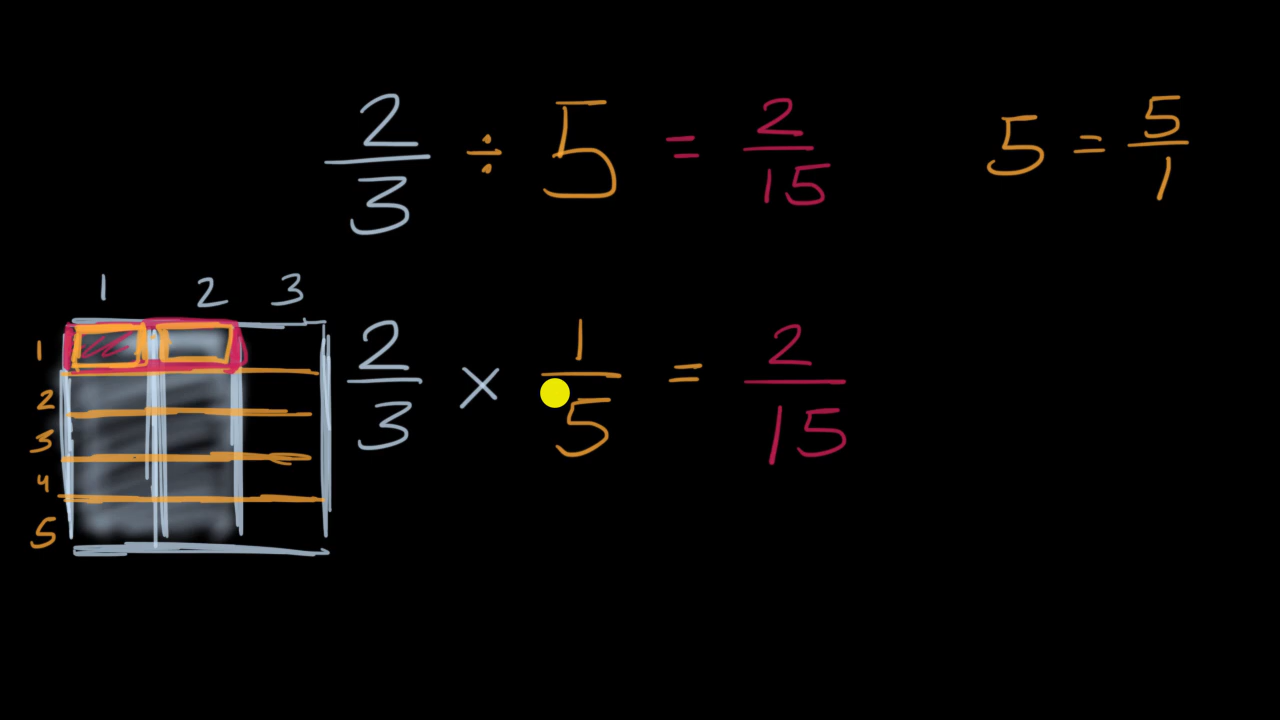 2/3 ÷ 5 = 2/15
5 = 5/1
1 2 3
1
2
3
4
5
2/3 × 1/5 = 2/15